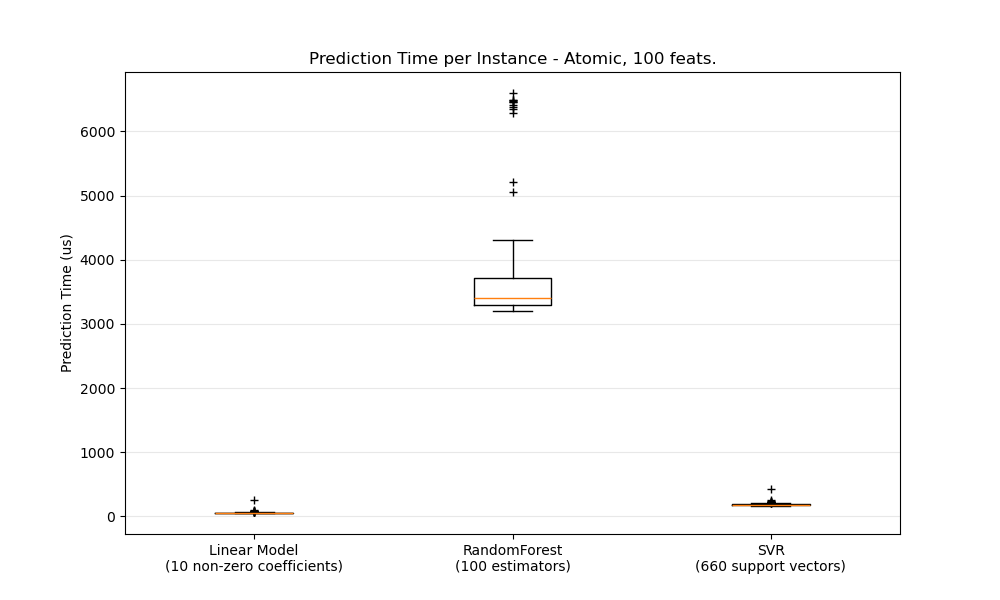 Prediction Time per Instance - Atomic, 100 feats.
Prediction Time (us)
6000
5000
4000
3000
2000
1000
0
Linear Model
(10 non-zero coefficients)
RandomForest
(100 estimators)
SVR
(660 support vectors)